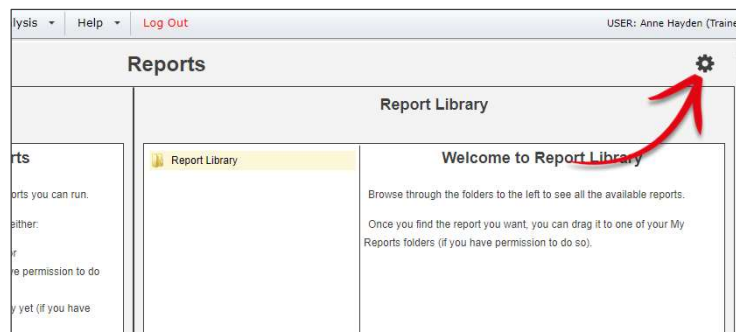 lysis Help Log Out USER: Anne Hayden (Traine
Reports
Report Library
rts
orts you can run.
either:
r
ve permission to do
y yet (if you have
Report Library
Welcome to Report Library
Browse through the folders to the left to see all the available reports.
Once you find the report you want, you can drag it to one of your My
Reports folders (if you have permission to do so).